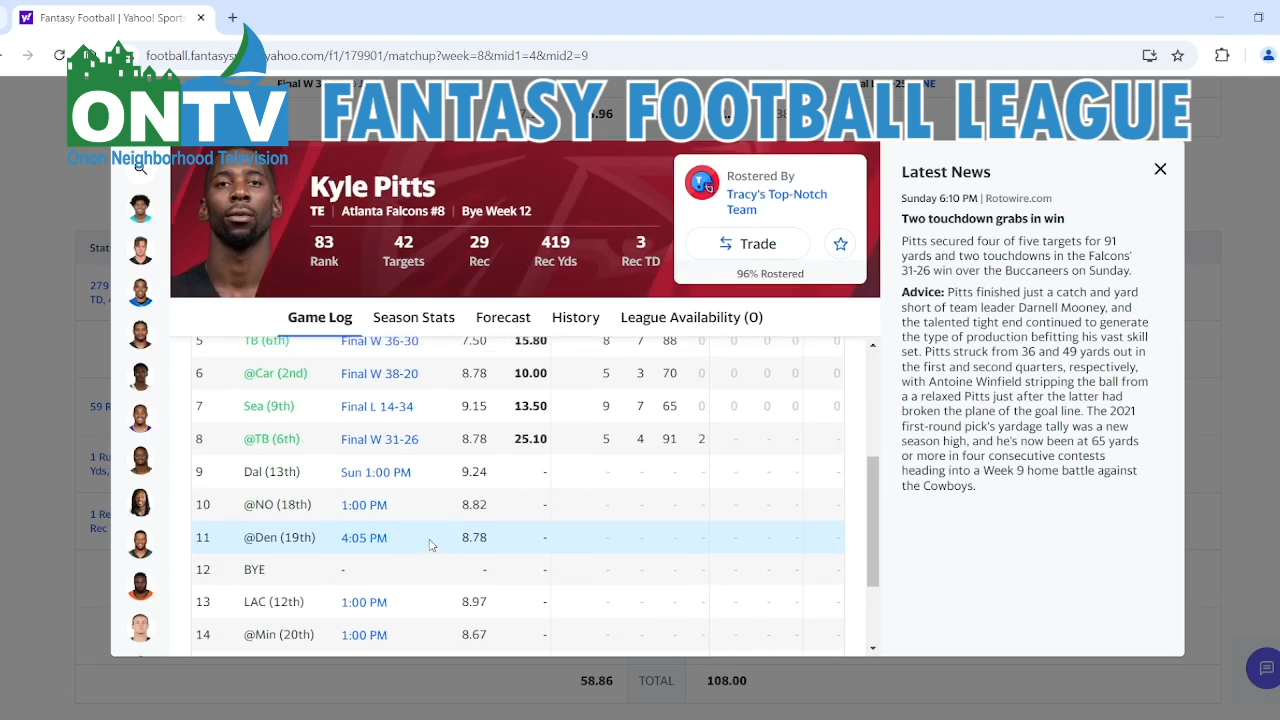 Fantasy Football | Yahoo! Sports
football.fantasys yahoo.com/f1/179901/matchup?week=8&mid1=4&mid2=9
ONTV
Orion Neighborhood Television
FANTASY FOOTBALL LEAGUE
Final W 3
NE
Kyle Pitts
TE | Atlanta Falcons #8 | Bye Week 12
83 42 29 419 3
Rank Targets Rec Rec Yds Rec TD
Rostered By
Tracy's Top-Notch
Team
Trade
96% Rostered
Game Log Season Stats Forecast History League Availability (0)
5 TB (6th) Final W 36-30 7.50 15.80 8 7 88 0 0 0 0
6 @Car (2nd) Final W 38-20 8.78 10.00 5 3 70 0 0 0 0
7 Sea (9th) Final L 14-34 9.15 13.50 9 7 65 0 0 0 0
8 @TB (6th) Final W 31-26 8.78 25.10 5 4 91 2 - - -
9 Dal (13th) Sun 1:00 PM 9.24 - - - - - - - -
10 @NO (18th) 1:00 PM 8.82 - - - - - - - -
11 @Den (19th) 4:05 PM 8.78 - - - - - - - -
12 BYE - - - - - - - - - -
13 LAC (12th) 1:00 PM 8.97 - - - - - - - -
14 @Min (20th) 1:00 PM 8.67 - - - - - - - -
Latest News
Sunday 6:10 PM | Rotowire.com
Two touchdown grabs in win
Pitts secured four of five targets for 91
yards and two touchdowns in the Falcons'
31-26 win over the Buccaneers on Sunday.
Advice: Pitts finished just a catch and yard
short of team leader Darnell Mooney, and
the talented tight end continued to generate
the type of production befitting his vast skill
set. Pitts struck from 36 and 49 yards out in
the first and second quarters, respectively,
with Antoine Winfield stripping the ball from
a a relaxed Pitts just after the latter had
broken the plane of the goal line. The 2021
first-round pick's yardage tally was a new
season high, and he's now been at 65 yards
or more in four consecutive contests
heading into a Week 9 home battle against
the Cowboys.
Stat
279
TD, 4
59 R
1 Ru
Yds,
1 Re
Rec
58.86 TOTAL 108.00